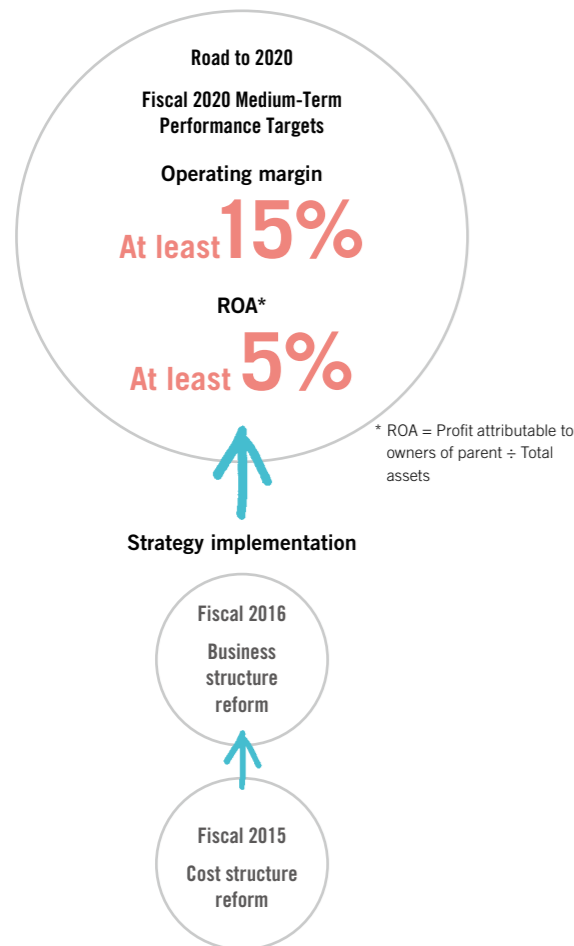 Road to 2020
Fiscal 2020 Medium-Term
Performance Targets
Operating margin
At least 15%
ROA*
At least 5%
* ROA = Profit attributable to
owners of parent ÷ Total
assets
Strategy implementation
Fiscal 2016
Business
structure
reform
Fiscal 2015
Cost structure
reform